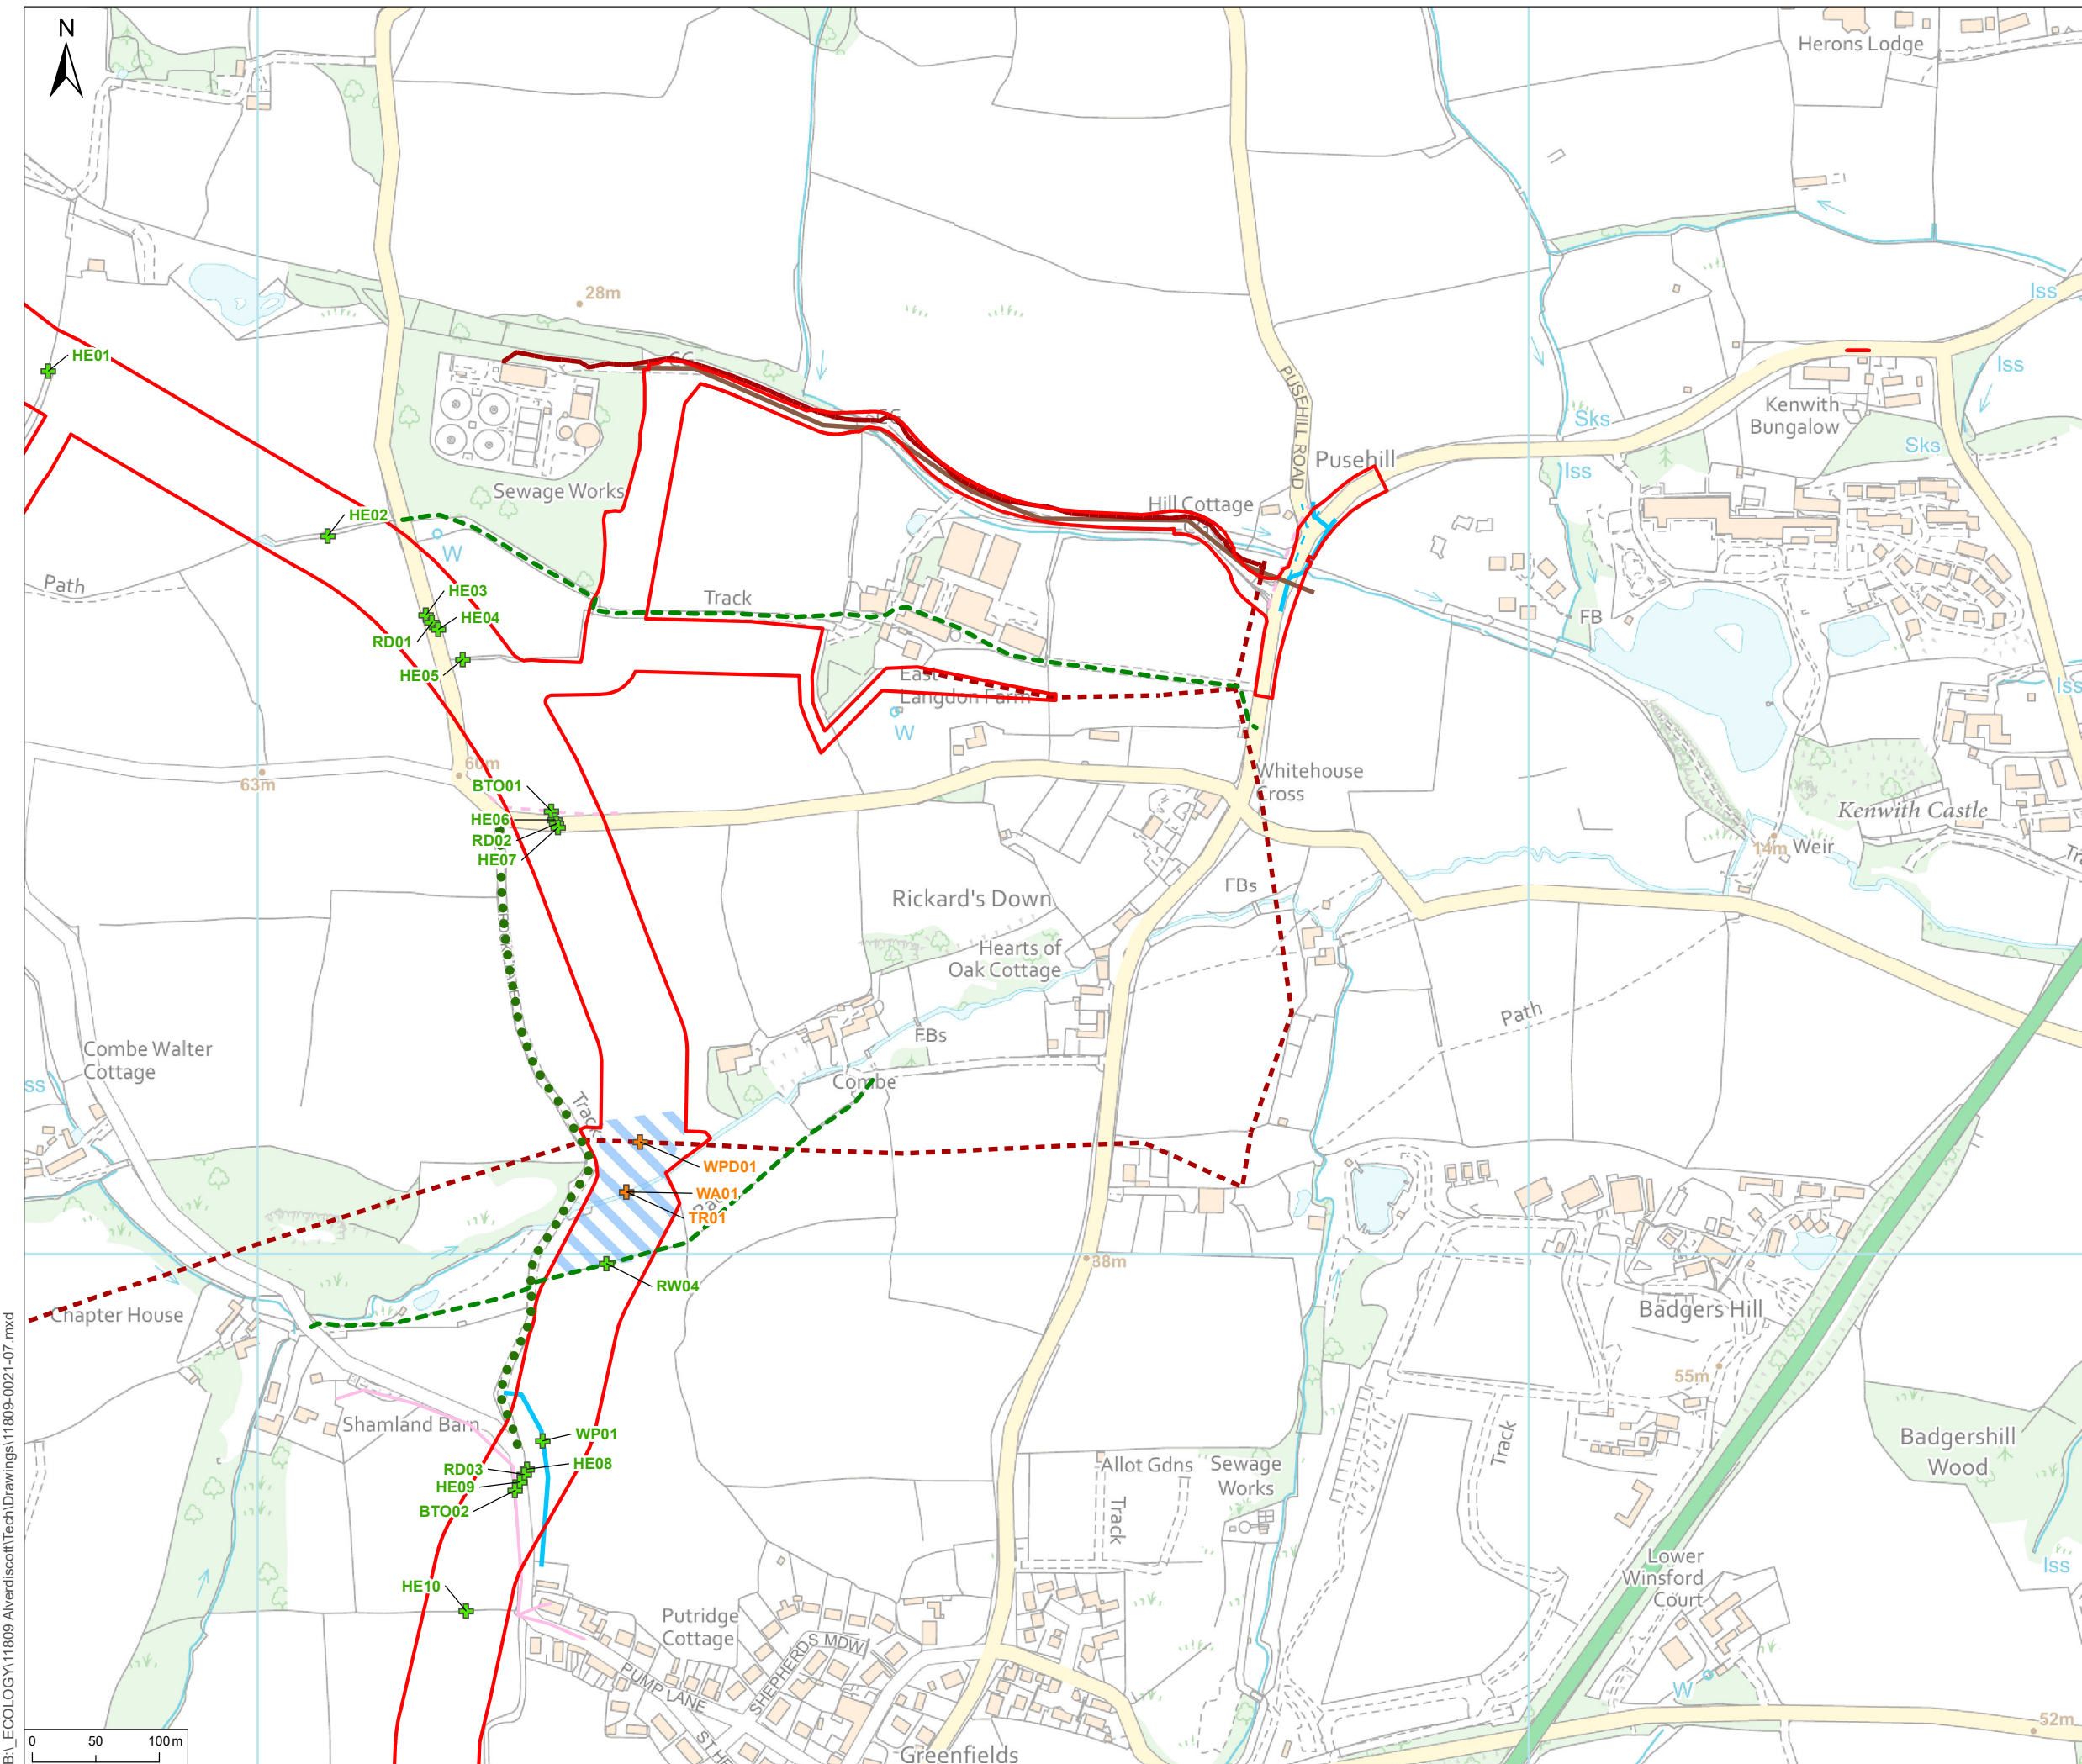 N
Herons Lodge
28m
Iss
HE01
PUSEHILL ROAD
Iss
Kenwith
Bungalow
Sks
Sks
Pusehill
Iss
Sewage Works
Hill Cottage
HE02
W
Path
HE03
Track
HE04
FB
RD01
HE05
East
Langdon Farm
Iss
W
60m
63m
BTO01
Whitehouse
Cross
HE06
Kenwith Castle
RD02
14m
Weir
HE07
FBs
Rickard's Down
Hearts of
Oak Cottage
Path
FBs
Combe Walter
Cottage
Combe
Track
WPD01
WA01
TR01
38m
RW04
Chapter House
Badgers Hill
55m
Shamland Barn
WP01
Track
Badgershill
Wood
HE08
RD03
Allot Gdns
Sewage
Works
HE09
BTO02
Track
Iss
Lower
Winsford
Court
HE10
Putridge
Cottage
SHEPHERDS MDW
PUMP LANE
W
52m
Greenfields
0 50 100 m
B:\_ECOLOGY\11809 Alverdiscott\Tech\Drawings\11809-0021-07.mxd